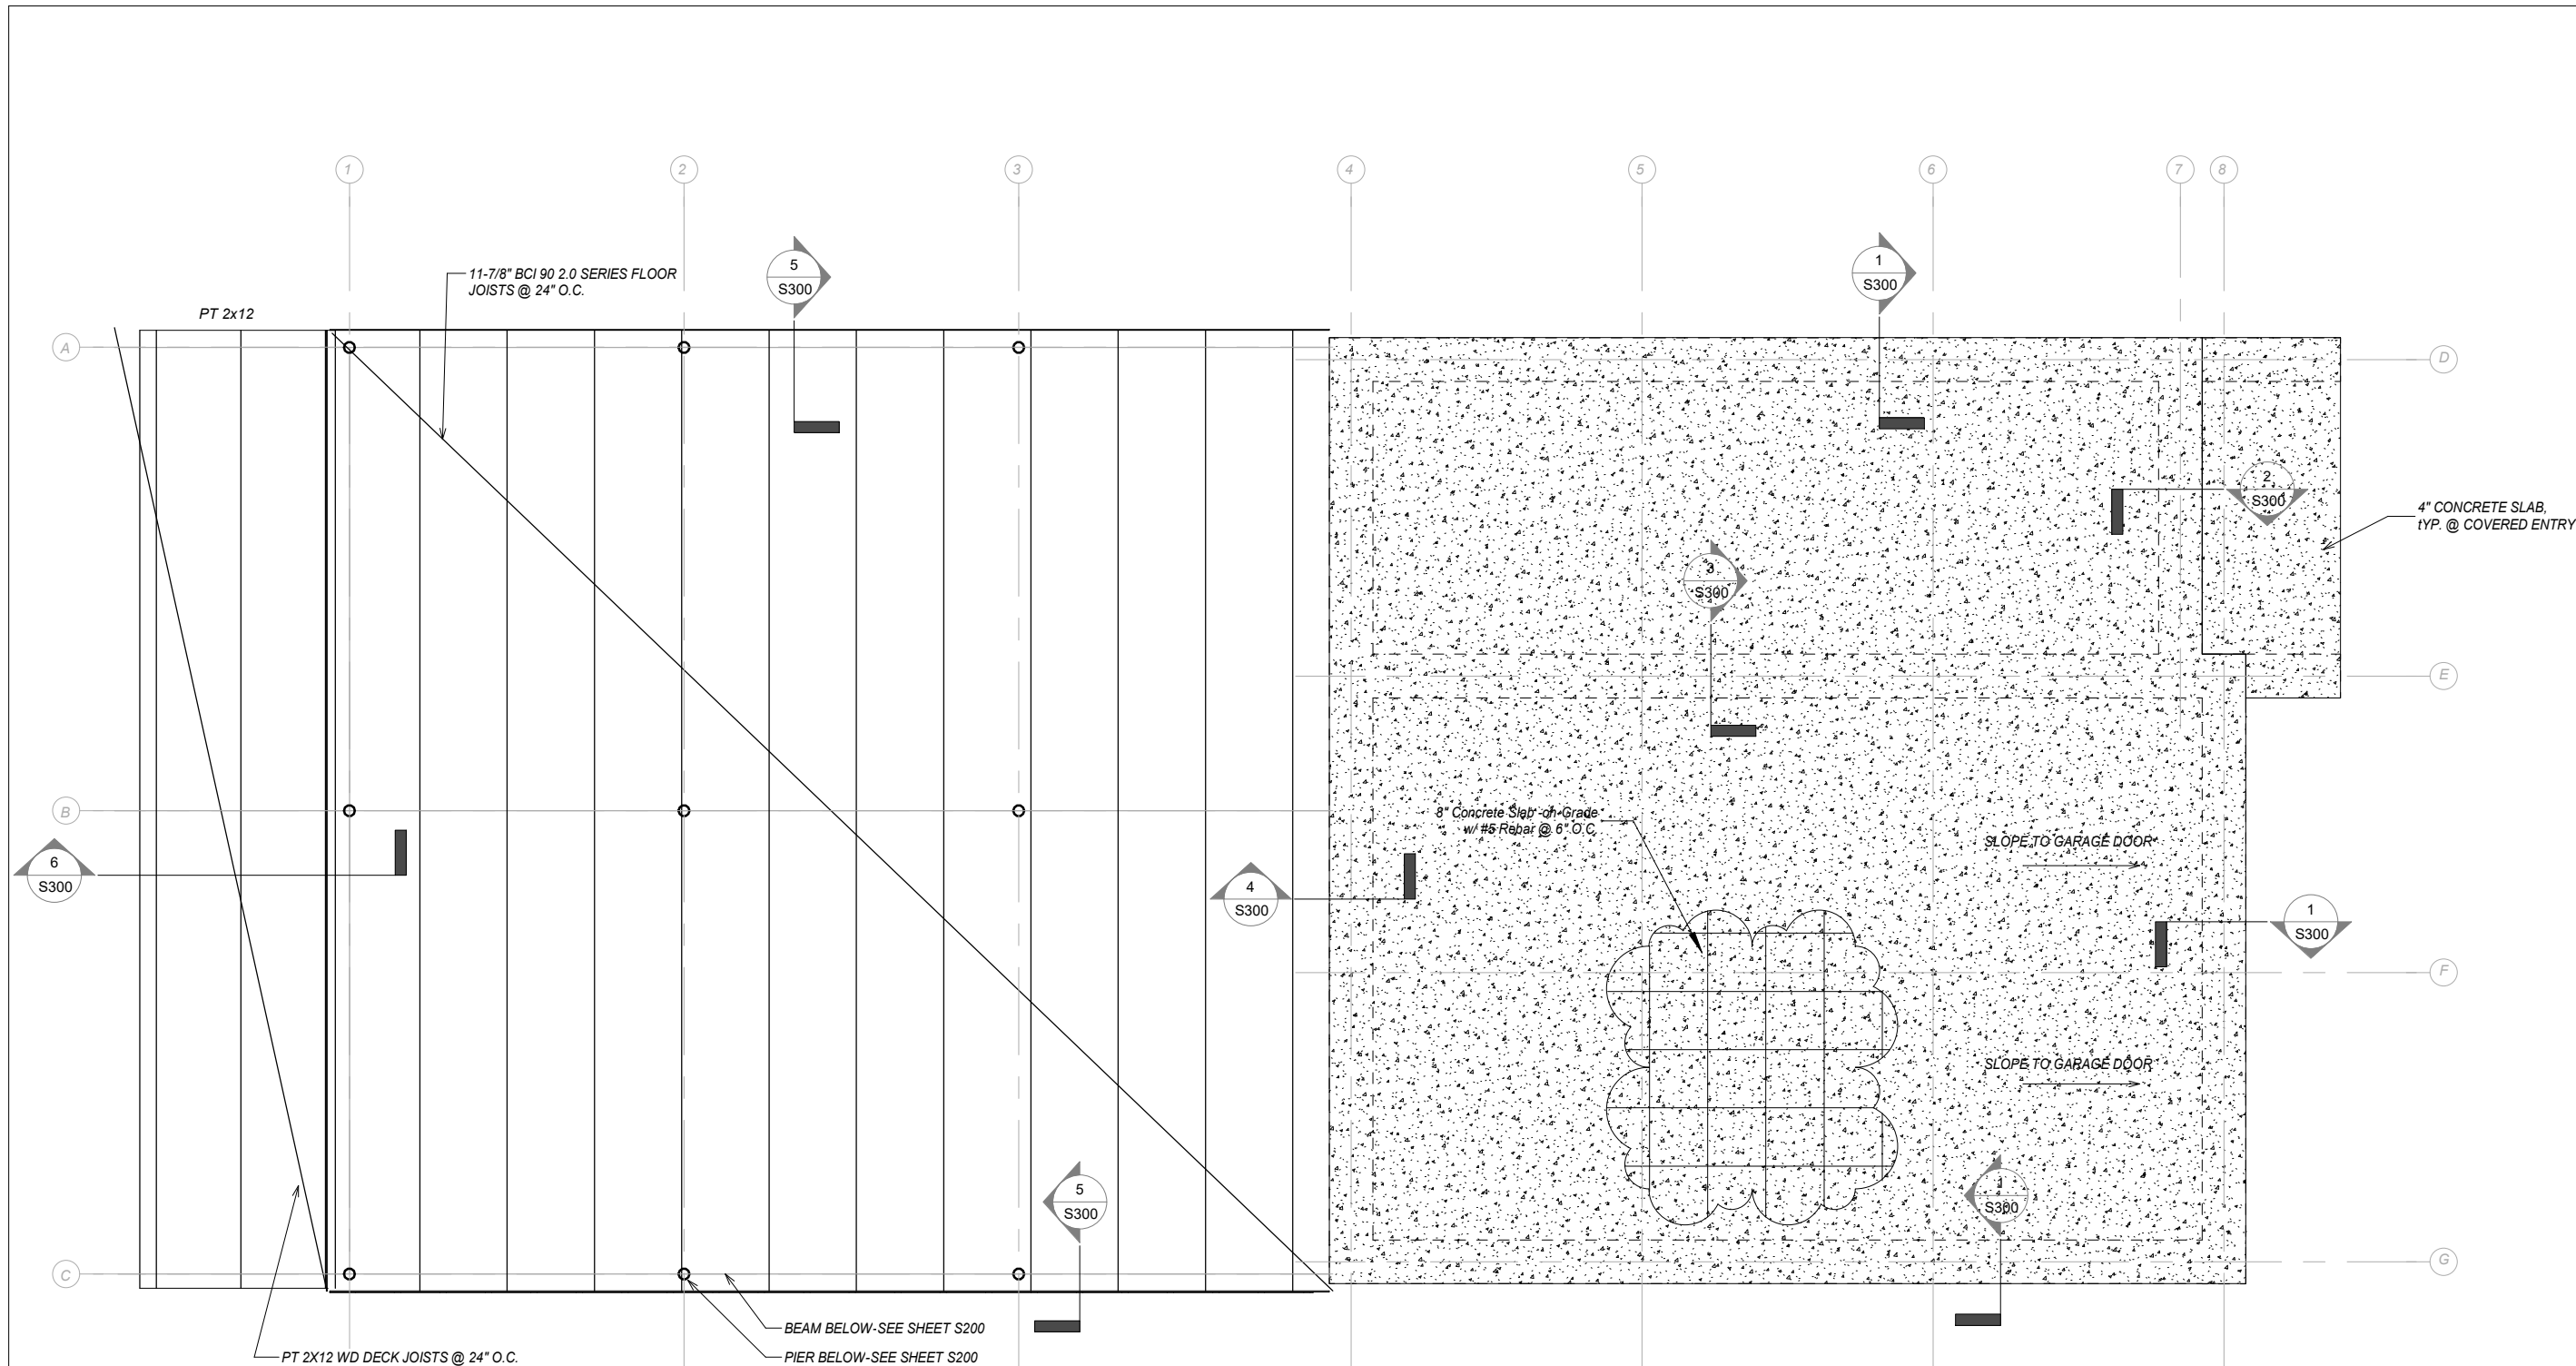 1
2
3
4
5
6
7
8
5
S300
1
S300
11-7/8" BCI 90 2.0 SERIES FLOOR
JOISTS @ 24" O.C.
PT 2x12
A
D
2
S300
4" CONCRETE SLAB,
tYP. @ COVERED ENTRY
3
S300
E
B
8" Concrete Slab -on-Grade
w/ #5 Rebar @ 6" O.C.
SLOPE TO GARAGE DOOR
6
S300
4
S300
1
S300
F
SLOPE TO GARAGE DOOR
5
S300
1
S300
C
G
BEAM BELOW-SEE SHEET S200
PT 2X12 WD DECK JOISTS @ 24" O.C.
PIER BELOW-SEE SHEET S200